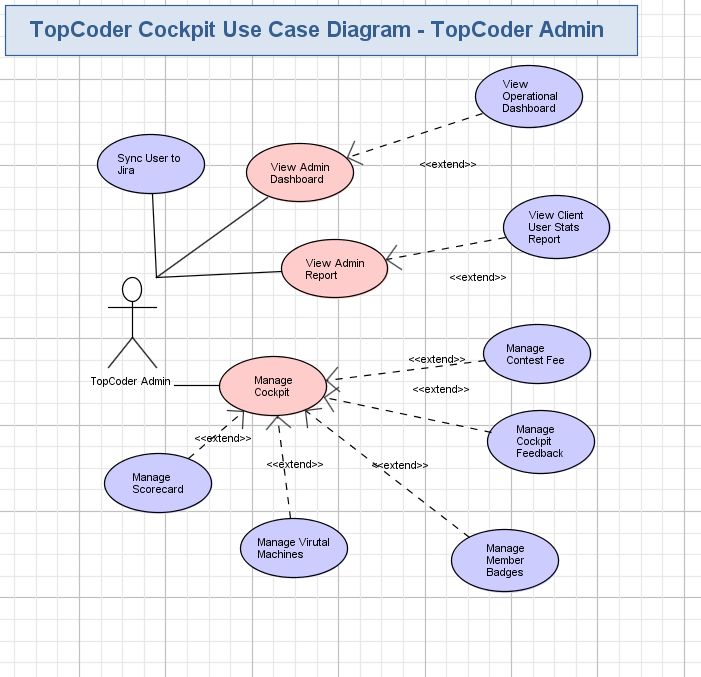 TopCoder Cockpit Use Case Diagram - TopCoder Admin
View
Operational
Dashboard
Sync User to
Jira
View Admin
Dashboard
<<extend>>
View Client
User Stats
Report
View Admin
Report
<<extend>>
TopCoder Admin
Manage
Cockpit
Manage
Contest Fee
<<extend>>
<<extend>>
Manage
Cockpit
Feedback
<<extend>>
<<extend>>
<<extend>>
Manage
Scorecard
Manage Virutal
Machines
Manage
Member
Badges